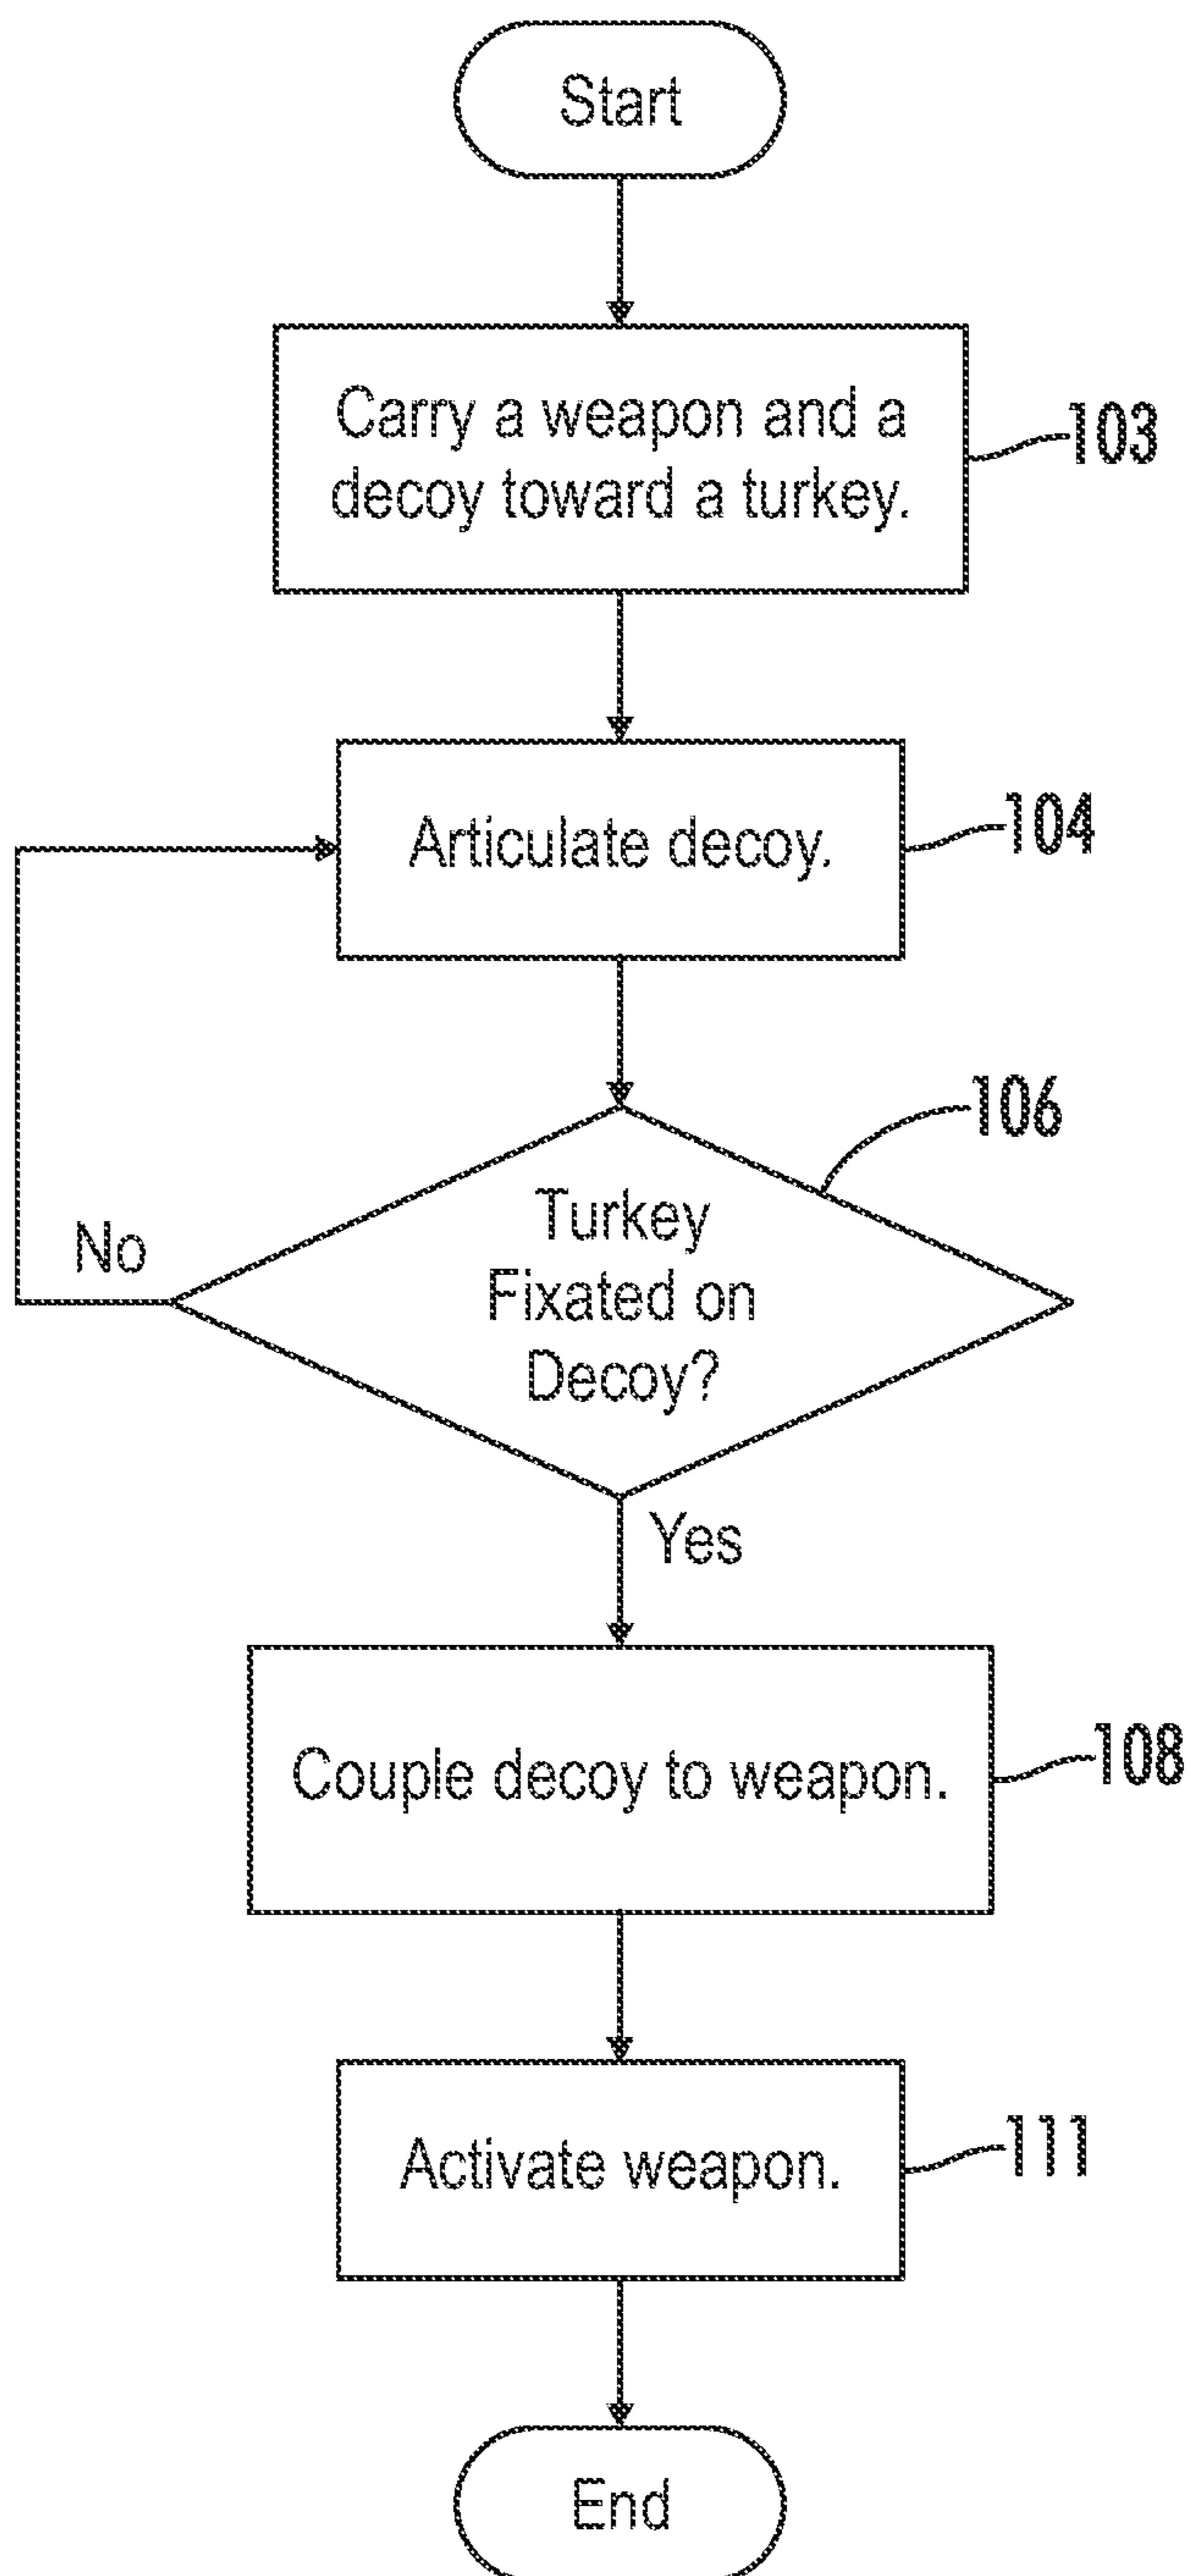 Start
Carry a weapon and a
decoy toward a turkey.
103
Articulate decoy.
104
106
Turkey
Fixated on
Decoy?
No
Yes
Couple decoy to weapon.
108
Activate weapon.
111
End